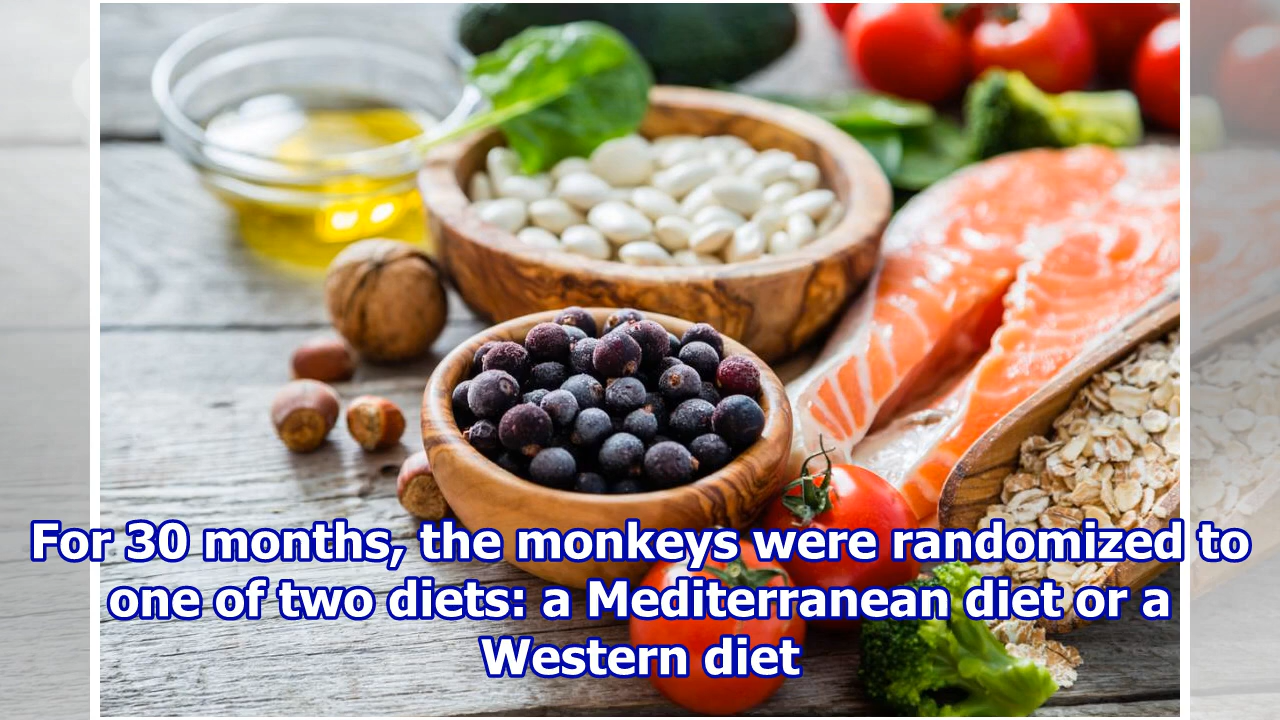 For 30 months, the monkeys were randomized to
one of two diets: a Mediterranean diet or a
Western diet